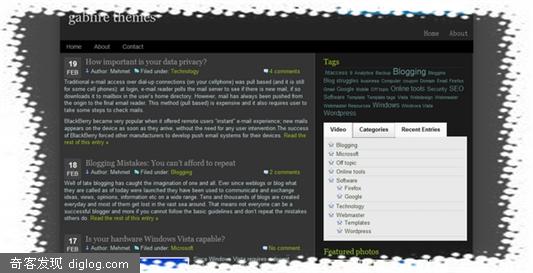 gabfire themes
Home About
Home About Contact
19 FEB
How important is your data privacy?
Author: Mehmet Filed under: Technology 4 comments
Traditional e-mail access over dial-up connections (on your cellphone) was pull based (and it is still
for some cell phones); at login, e-mail reader polls the mail server to see if there is new mail, if so
downloads it to mailbox in the user's home directory. However, mail has always been pushed from
the origin to the final email reader. This method (pull based) is expensive and it also requires user to
take some steps to check mails.
BlackBerry became very popular when it offered remote users "instant" e-mail experience; new mails
appears on the device as soon as they arrive, without the need for any user intervention.The success
of BlackBerry forced other manufacturers to develop push email systems for their devices. Read the
rest of this entry »
18 FEB
Blogging Mistakes: You can't afford to repeat
Author: Mehmet Filed under: Blogging 2 comments
Well of late blogging has caught the imagination of one and all. Ever since weblogs or blog what
they are called as of today were launched they have been used to communicate and exchange
ideas, views, opinions, information etc on a wide range. Tens and thousands of blogs are created
everyday and most of them get lost in the vast sea around. That means not everyone can be a
successful blogger and more if you cannot follow the basic guidelines and don't repeat the mistakes
others do. Read the rest of this entry »
17 FEB
Is your hardware Windows Vista capable?
Author: Mehmet Filed under: Microsoft No comment
Since Windows Vista requires
Tags
.htaccess 8 Analytics Backup Blogging Blogging
Blog struggles business Computer coupon Domain Email Firefox
Gmail Google Mobile Off topic Online tools Security SEO
Software Template Template tags Vista Webdesign Webmaster
Webmaster Resources Windows Windows Vista
Wordpress
Video Categories Recent Entries
Blogging
Microsoft
Off topic
Online tools
Software
Firefox
Google
Technology
Webmaster
Templates
Wordpress
Featured photos
奇客发现 diglog.com